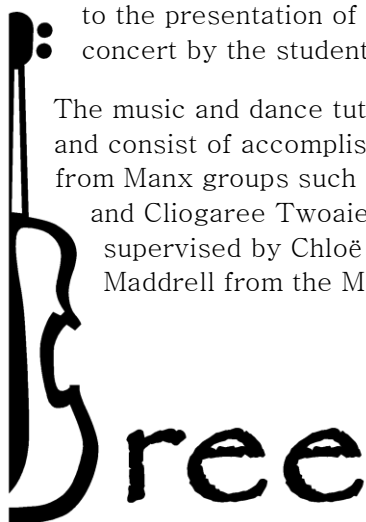 to the presentation of
concert by the student
The music and dance tut
and consist of accomplis
from Manx groups such
and Cliogaree Twoaie
supervised by Chloë
Maddrell from the M
Bree